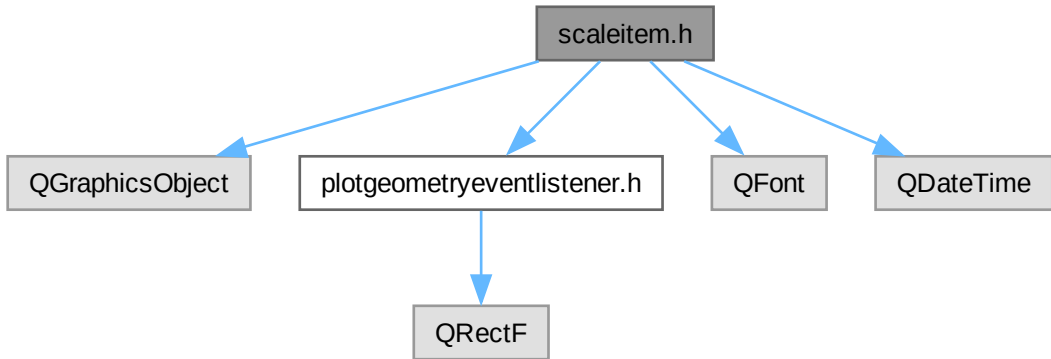 scaleitem.h
QGraphicsObject
plotgeometryeventlistener.h
QFont
QDateTime
QRectF